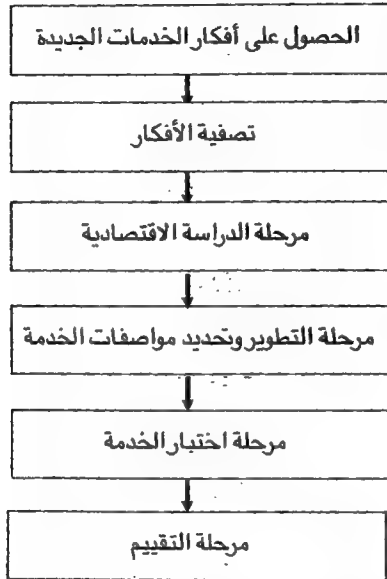 الحصول على أفكار الخدمات الجديدة
تصفية الأفكار
مرحلة الدراسة الاقتصادية
مرحلة التطوير وتحديد مواصفات الخدمة
مرحلة اختبار الخدمة
مرحلة التقييم